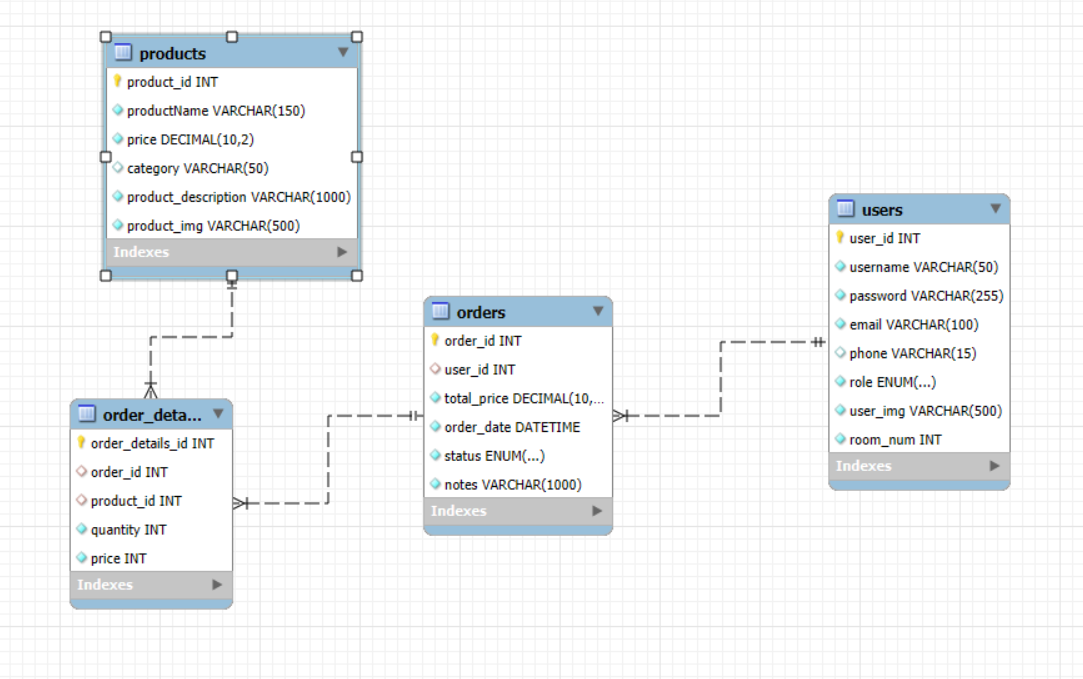 products
product_id INT
productName VARCHAR(150)
price DECIMAL(10,2)
category VARCHAR(50)
product_description VARCHAR(1000)
product_img VARCHAR(500)
Indexes
users
user_id INT
username VARCHAR(50)
password VARCHAR(255)
email VARCHAR(100)
phone VARCHAR(15)
role ENUM(...)
user_img VARCHAR(500)
room_num INT
Indexes
orders
order_id INT
user_id INT
total_price DECIMAL(10,...
order_date DATETIME
status ENUM(...)
notes VARCHAR(1000)
Indexes
order_deta...
order_details_id INT
order_id INT
product_id INT
quantity INT
price INT
Indexes